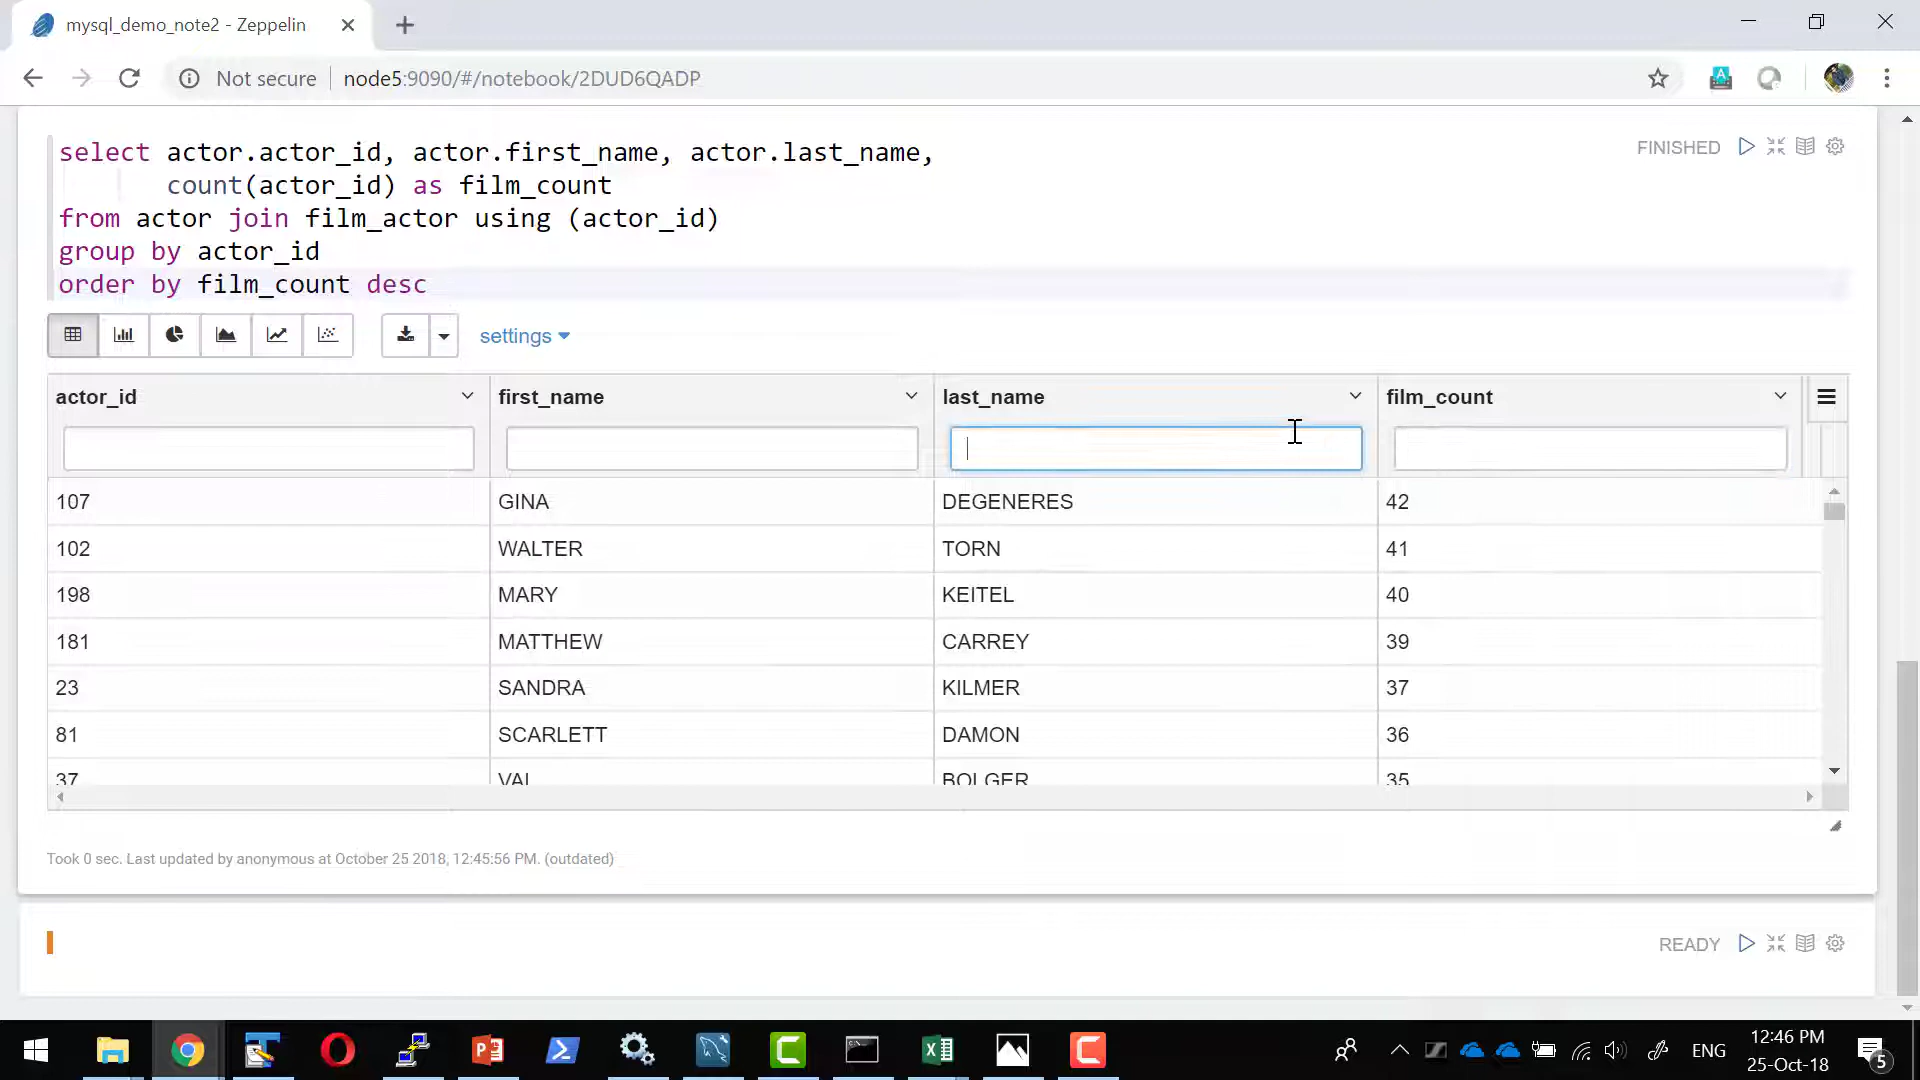 mysql_demo_note2 - Zeppelin
Not secure node5:9090/#/notebook/2DUD6QADP
select actor.actor_id, actor.first_name, actor.last_name,
count(actor_id) as film_count
from actor join film_actor using (actor_id)
group by actor_id
order by film_count desc
FINISHED
settings
actor_id first_name last_name film_count
107 GINA DEGENERES 42
102 WALTER TORN 41
198 MARY KEITEL 40
181 MATTHEW CARREY 39
23 SANDRA KILMER 37
81 SCARLETT DAMON 36
37 VAL BOLGER 35
Took 0 sec. Last updated by anonymous at October 25 2018, 12:45:56 PM. (outdated)
READY
ENG
12:46 PM
25-Oct-18
5